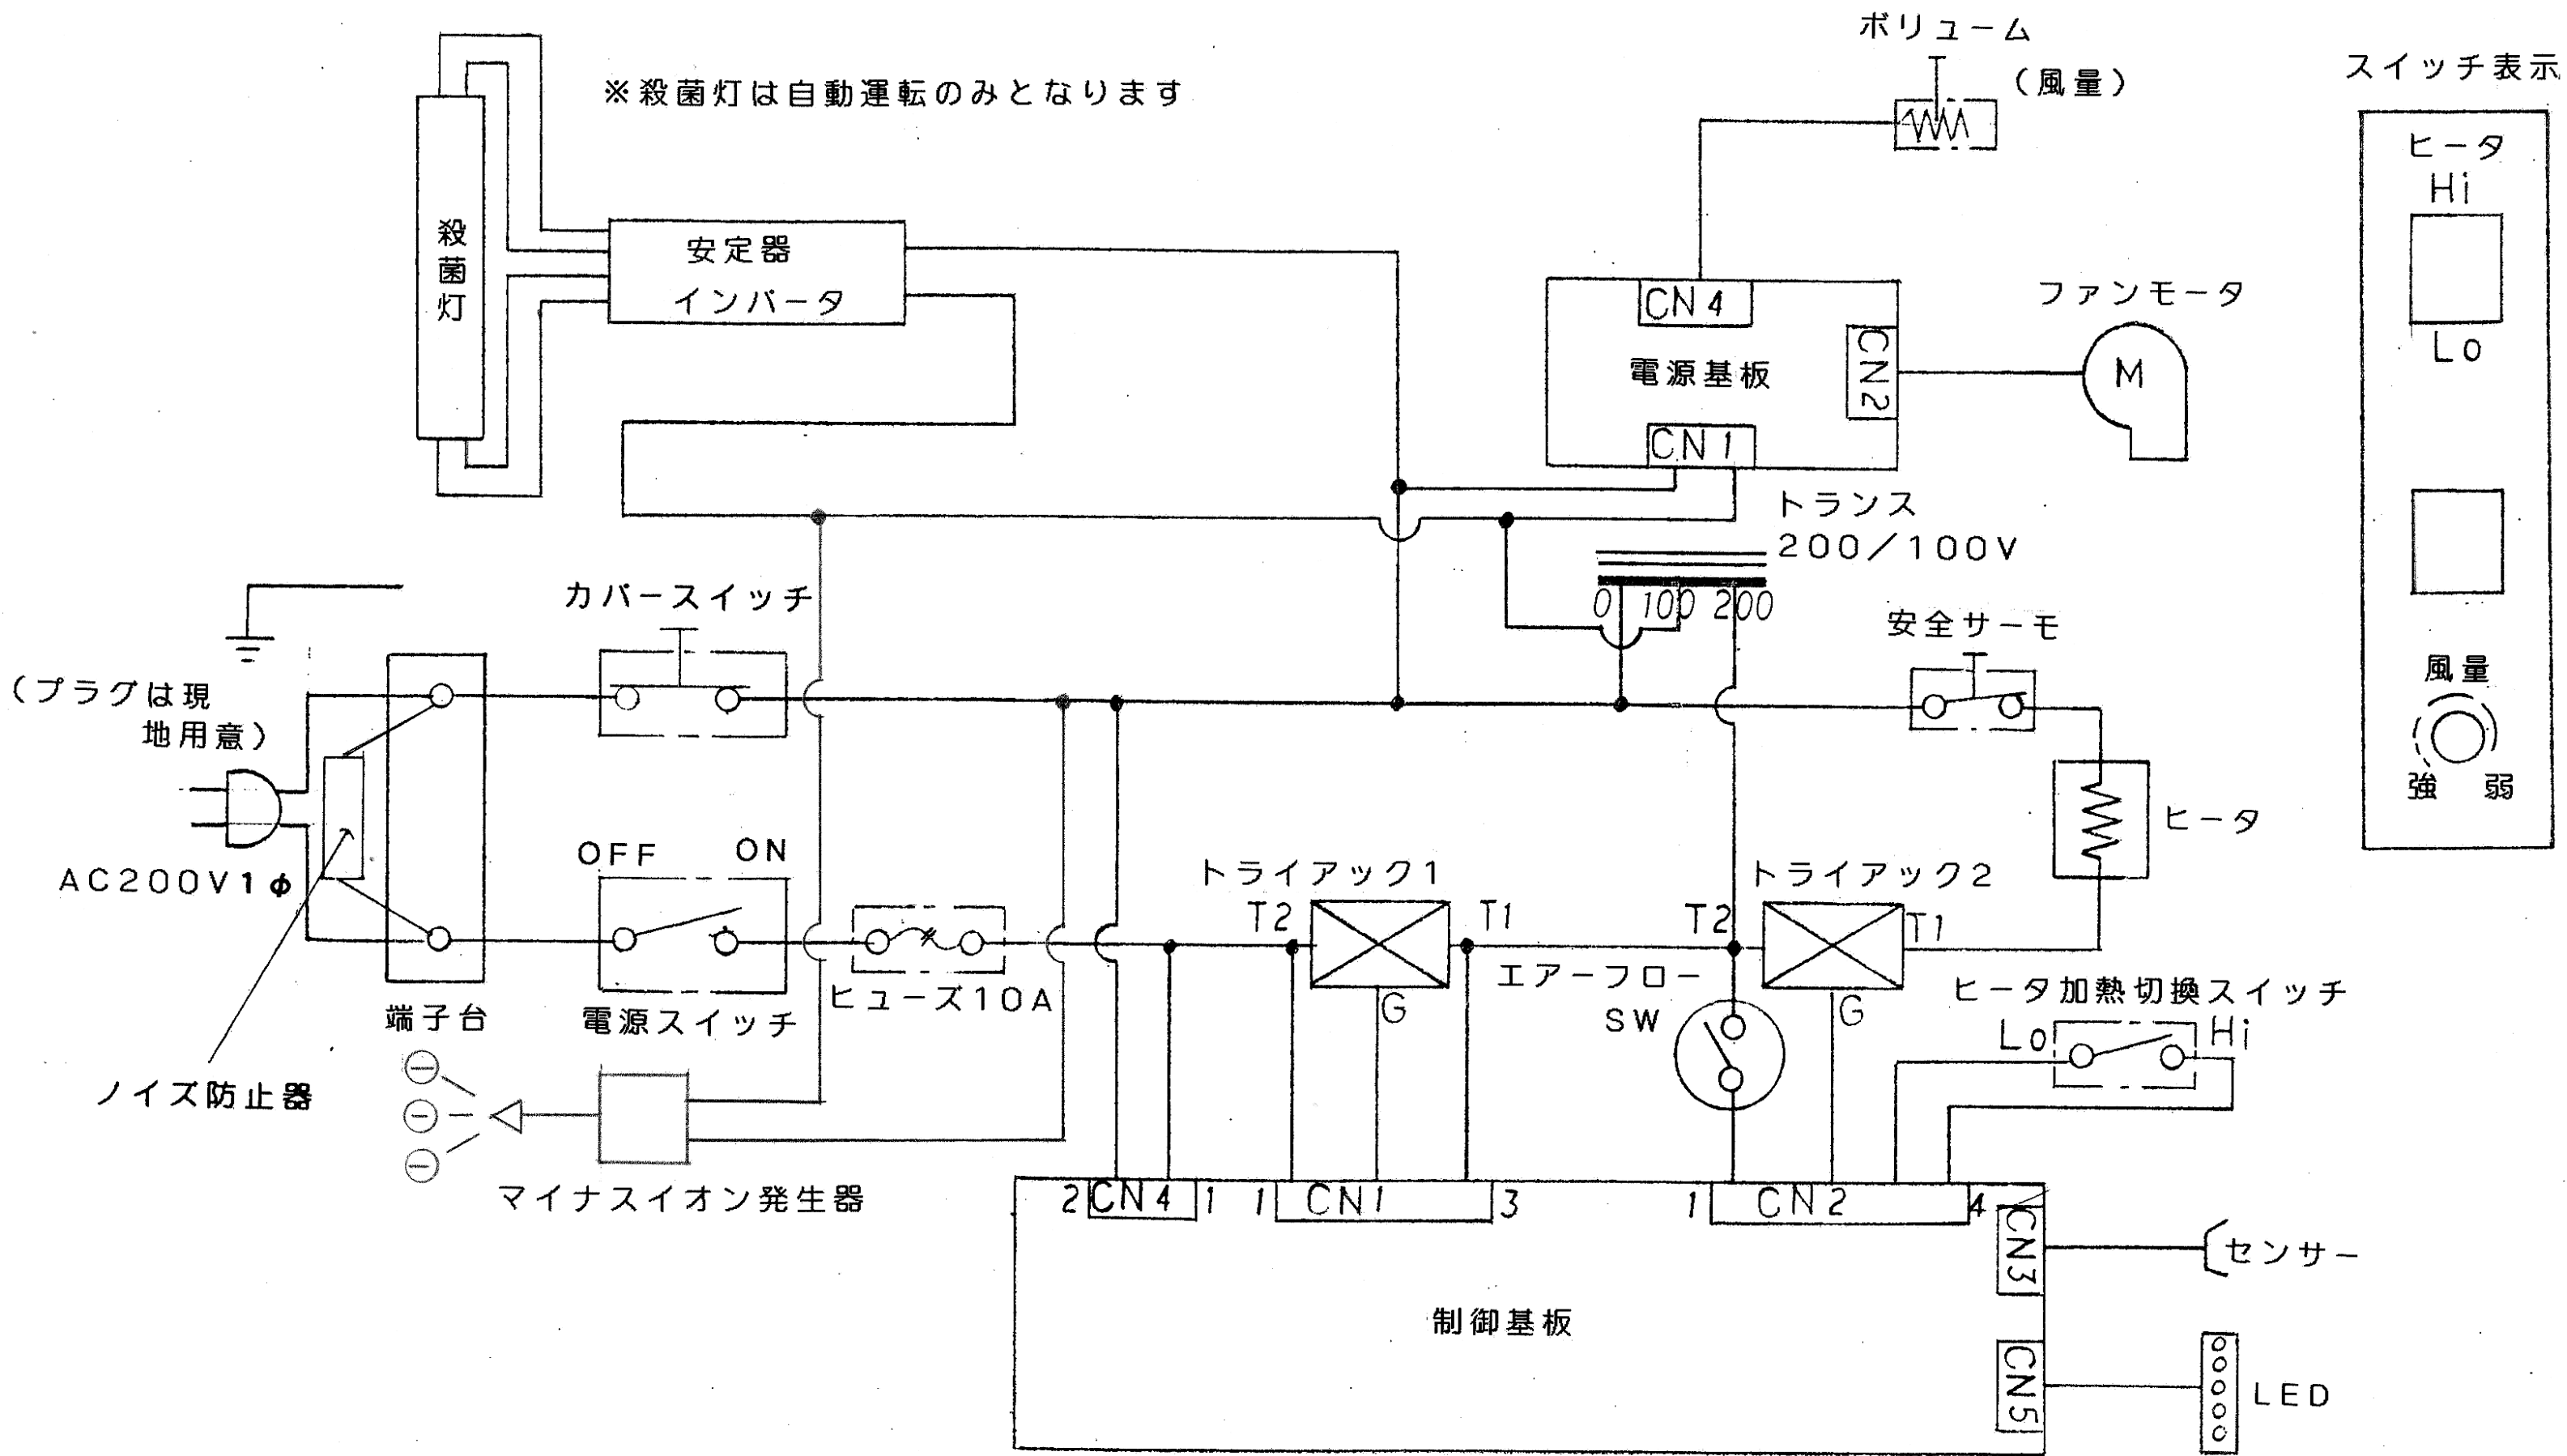 ボリューム
(風量)
スイッチ表示
※殺菌灯は自動運転のみとなります
ヒータ
Hi
Lo
殺菌灯
安定器
インバータ
CN4
電源基板
CN2
CN1
ファンモータ
M
トランス
200/100V
0 100 200
カバースイッチ
安全サーモ
(プラグは現
地用意)
風量
強 弱
ヒータ
AC200V1φ
OFF ON
トライアック1
T2 T1
G
トライアック2
T2 T1
G
エアーフロー
SW
ヒータ加熱切換スイッチ
Lo Hi
端子台
電源スイッチ
ヒューズ10A
ノイズ防止器
マイナスイオン発生器
2 CN4 1
1 CN1 3
1 CN2 4
CN3
センサー
制御基板
CN5
LED